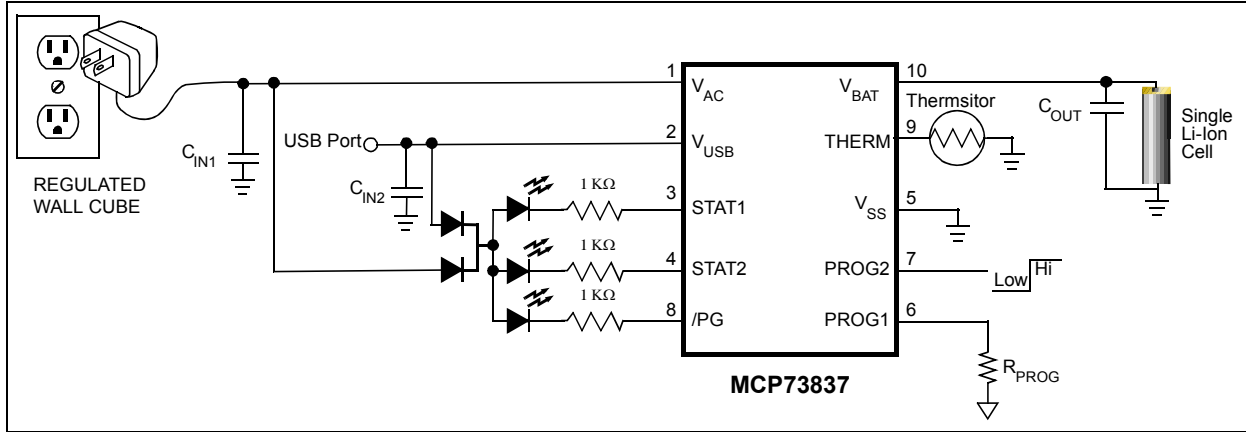 REGULATED
WALL CUBE
C_IN1
USB Port
C_IN2
1 KΩ
1 KΩ
1 KΩ
1
V_AC
2
V_USB
3
STAT1
4
STAT2
8
/PG
10
V_BAT
9
THERM
5
V_SS
7
PROG2
6
PROG1
MCP73837
Thermsitor
C_OUT
Single
Li-Ion
Cell
Low
Hi
R_PROG